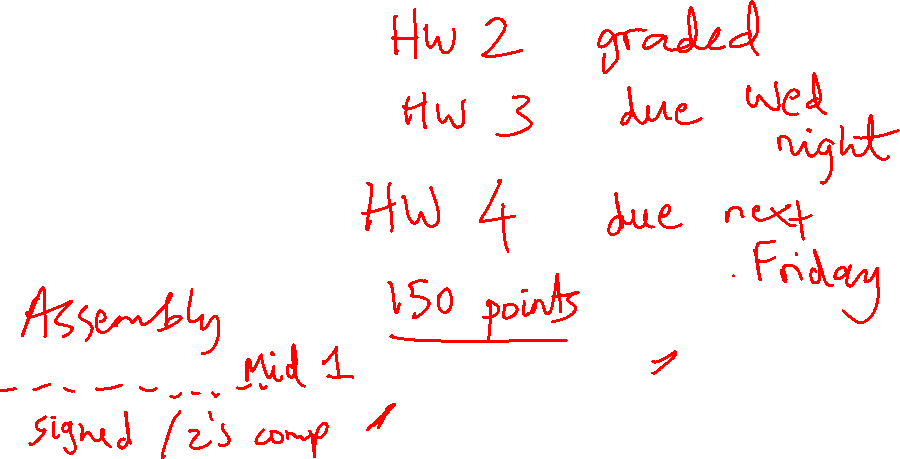 HW 2 graded
HW 3 due Wed
night
HW 4 due next
Friday
150 points
Assembly
Mid 1
signed / 2's comp